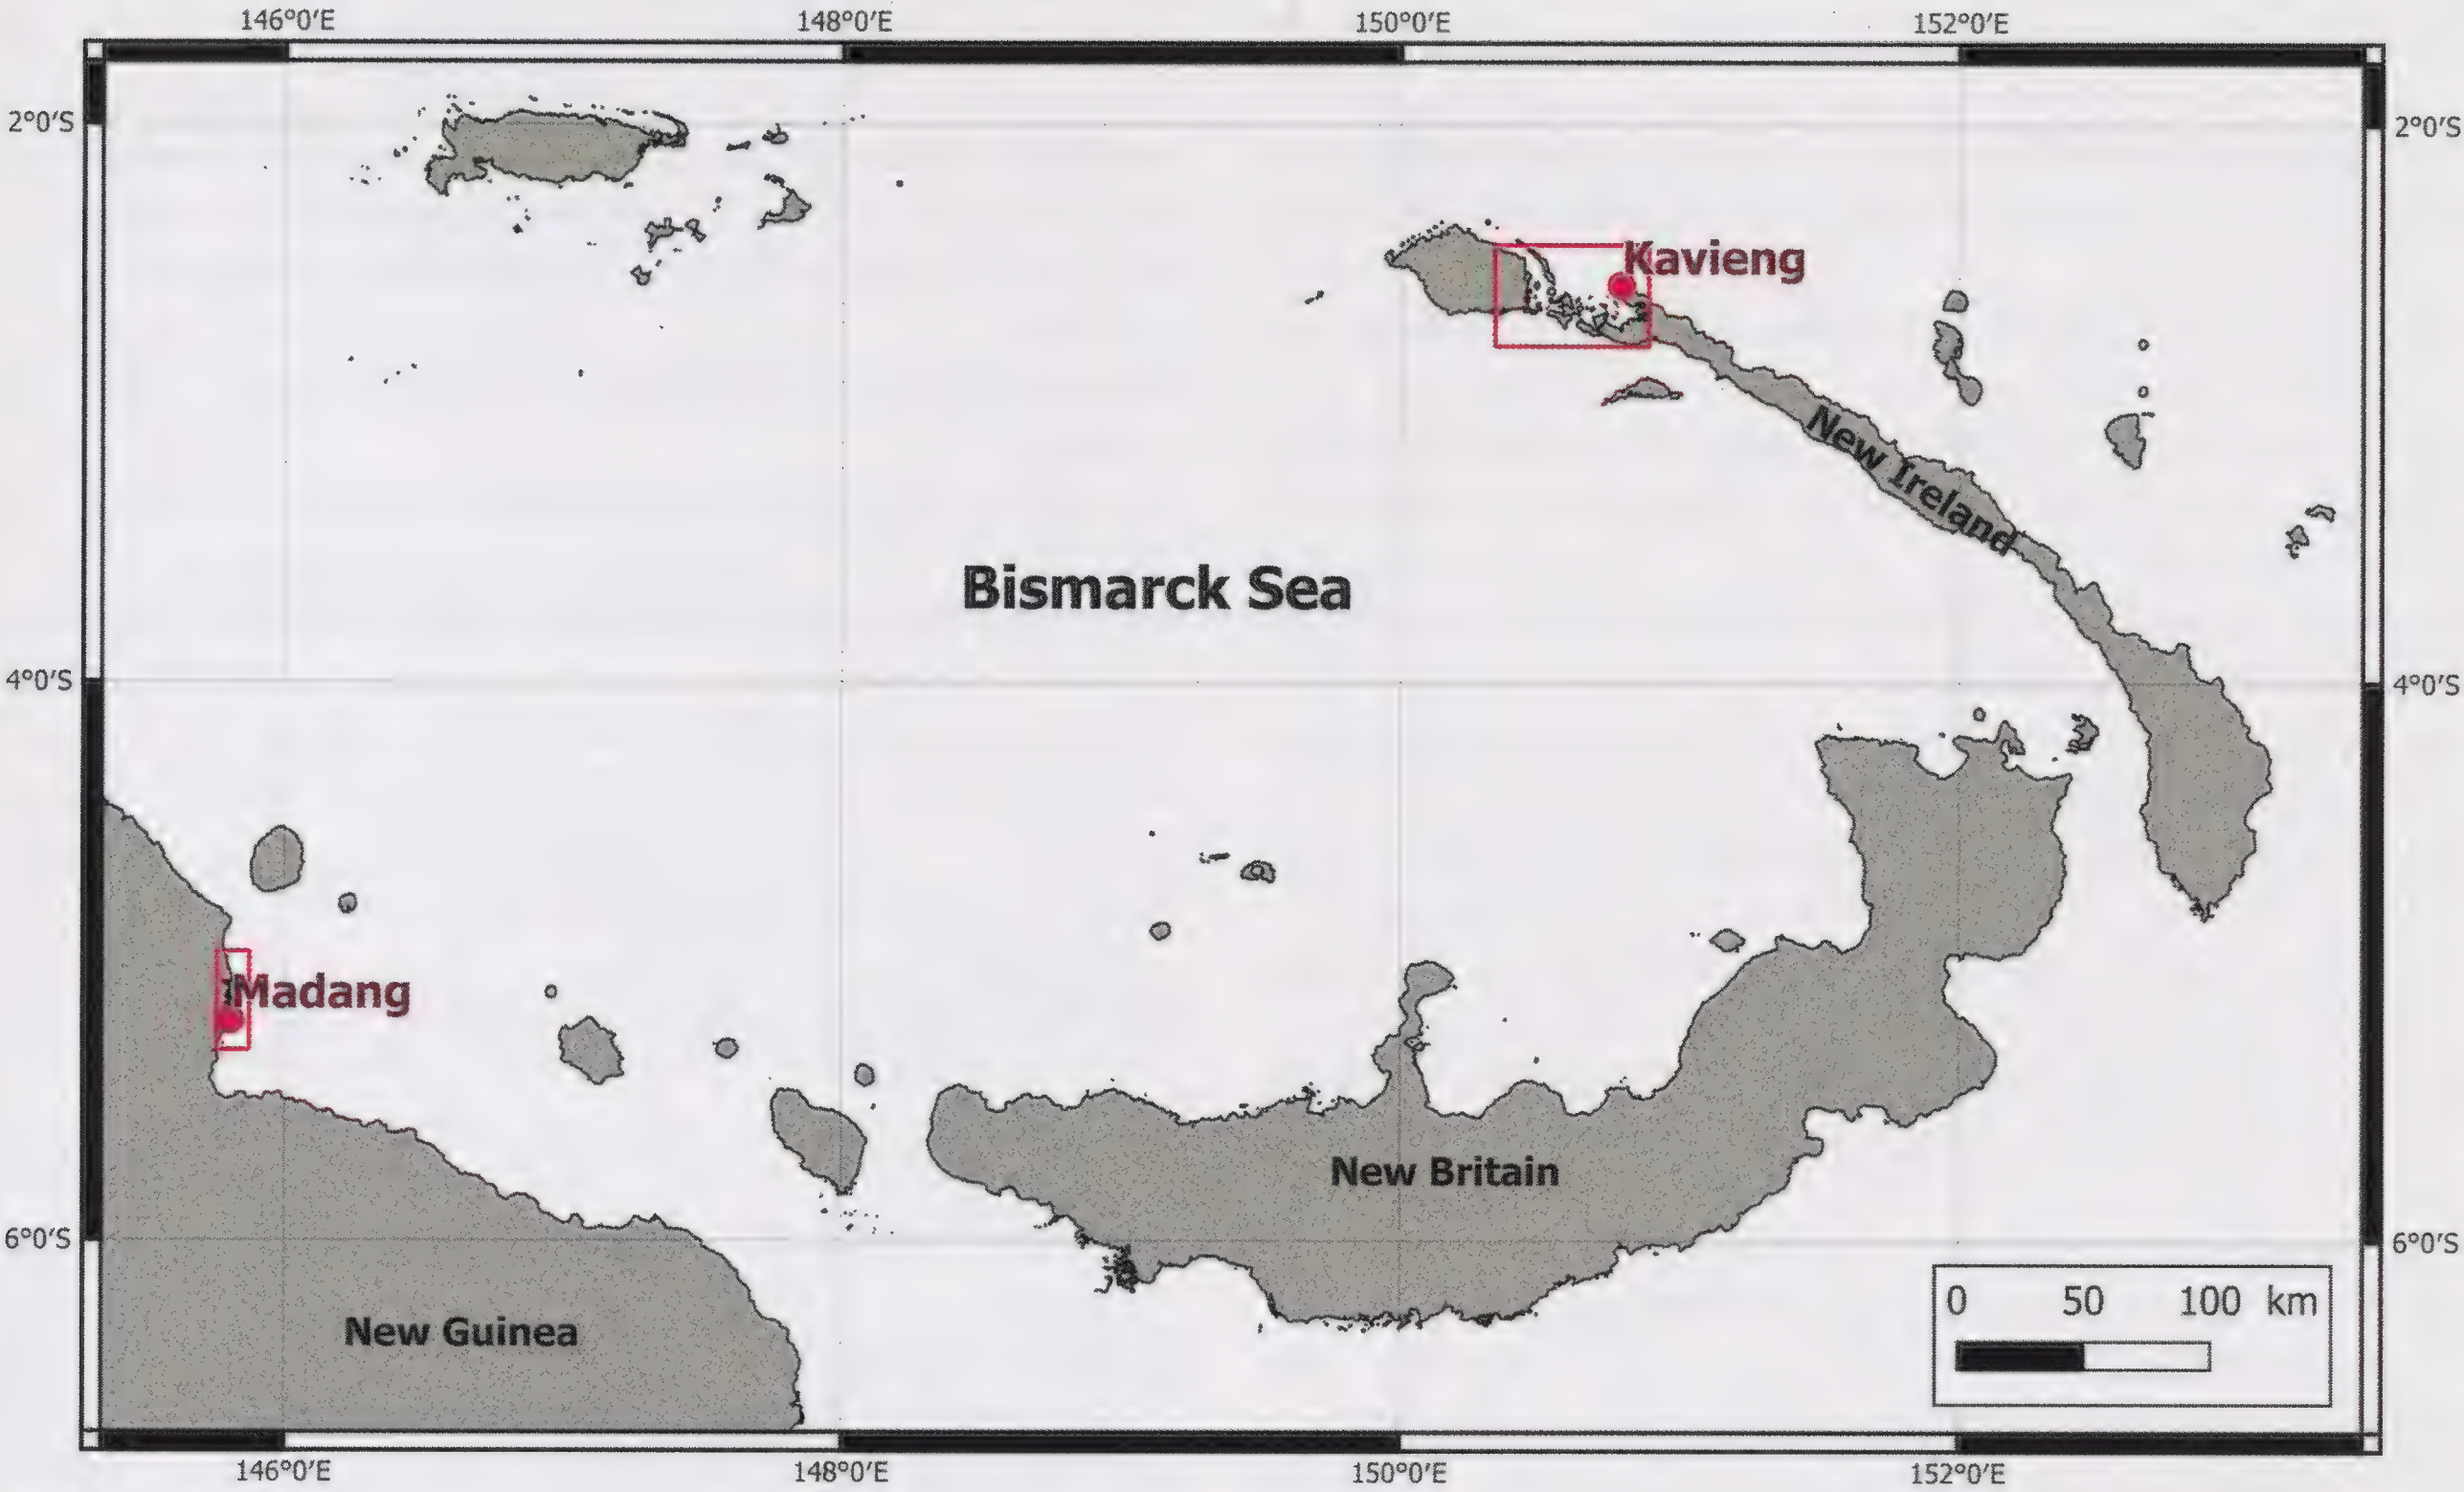 146°0'E 148°0'E 150°0'E 152°0'E
2°0'S 2°0'S
Kavieng
New Ireland
Bismarck Sea
4°0'S 4°0'S
Madang
New Britain
6°0'S 6°0'S
0 50 100 km
New Guinea
146°0'E 148°0'E 150°0'E 152°0'E